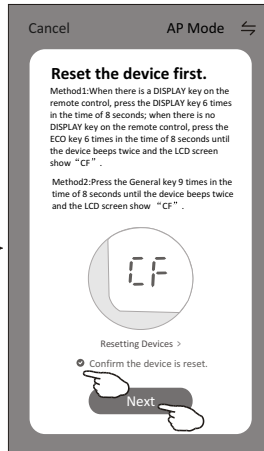 Cancel AP Mode
Reset the device first.
Method1:When there is a DISPLAY key on the
remote control, press the DISPLAY key 6 times
in the time of 8 seconds; when there is no
DISPLAY key on the remote control, press the
ECO key 6 times in the time of 8 seconds until
the device beeps twice and the LCD screen
show “CF”.
Method2:Press the General key 9 times in the
time of 8 seconds until the device beeps twice
and the LCD screen show “CF”.
CF
Resetting Devices >
Confirm the device is reset.
Next